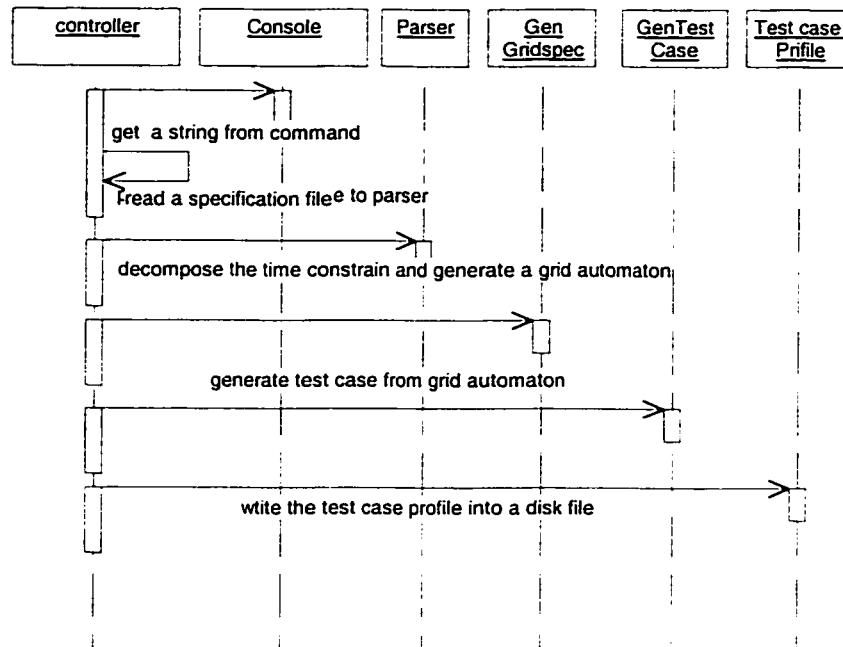 controller
Console
Parser
Gen
Gridspec
GenTest
Case
Test case
Prifile
get a string from command
read a specification file e to parser
decompose the time constrain and generate a grid automaton
generate test case from grid automaton
wtite the test case profile into a disk file